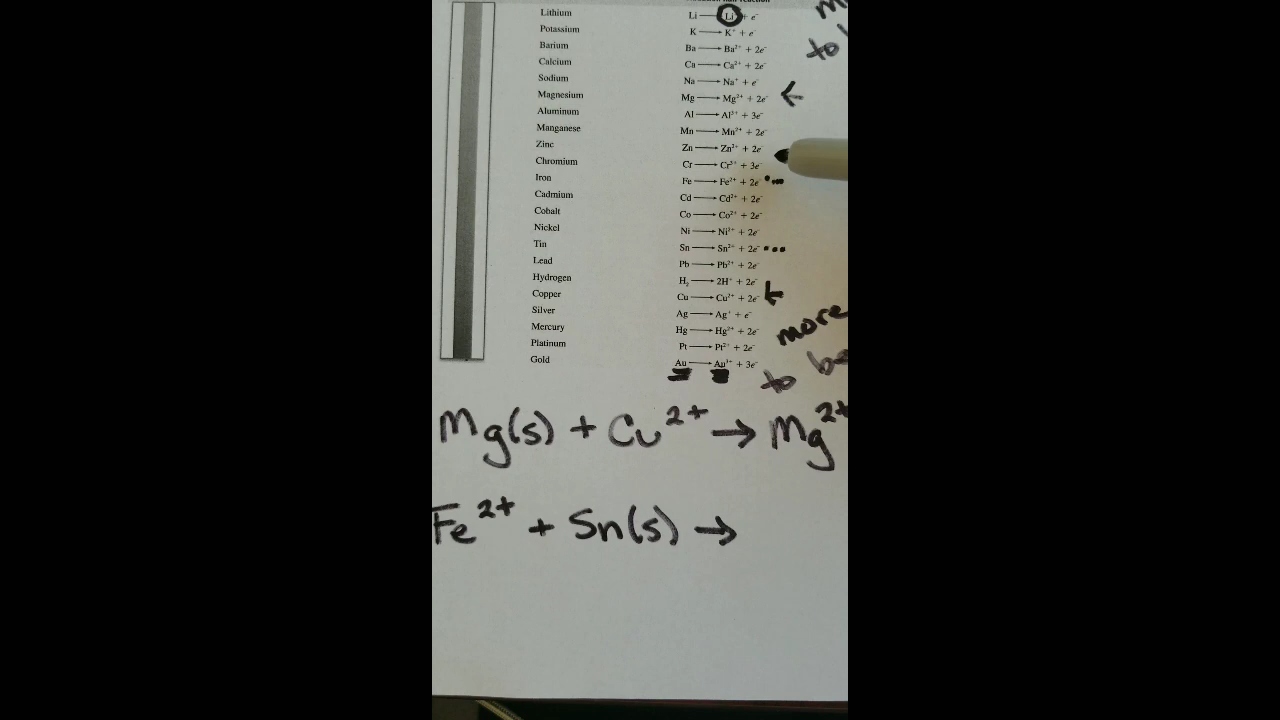 Lithium Li → Li + e⁻
Potassium K → K⁺ + e⁻
Barium Ba → Ba²⁺ + 2e⁻
Calcium Ca → Ca²⁺ + 2e⁻
Sodium Na → Na⁺ + e⁻
Magnesium Mg → Mg²⁺ + 2e⁻ ←
Aluminum Al → Al³⁺ + 3e⁻
Manganese Mn → Mn²⁺ + 2e⁻
Zinc Zn → Zn²⁺ + 2e⁻
Chromium Cr → Cr³⁺ + 3e⁻
Iron Fe → Fe²⁺ + 2e⁻
Cadmium Cd → Cd²⁺ + 2e⁻
Cobalt Co → Co²⁺ + 2e⁻
Nickel Ni → Ni²⁺ + 2e⁻
Tin Sn → Sn²⁺ + 2e⁻
Lead Pb → Pb²⁺ + 2e⁻
Hydrogen H₂ → 2H⁺ + 2e⁻
Copper Cu → Cu²⁺ + 2e⁻ ←
Silver Ag → Ag⁺ + e⁻
Mercury Hg → Hg²⁺ + 2e⁻
Platinum Pt → Pt²⁺ + 2e⁻
Gold Au → Au³⁺ + 3e⁻
to
more
to
Mg(s) + Cu²⁺ → Mg²⁺
Fe²⁺ + Sn(s) →